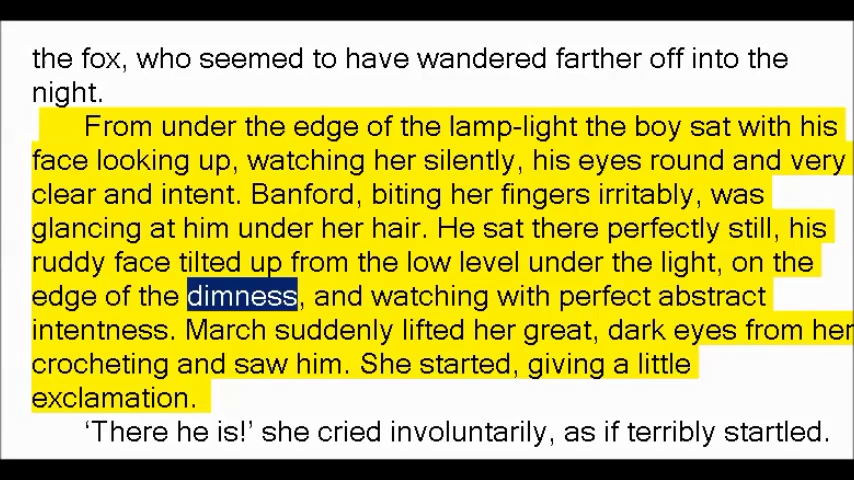 the fox, who seemed to have wandered farther off into the
night.
From under the edge of the lamp-light the boy sat with his
face looking up, watching her silently, his eyes round and very
clear and intent. Banford, biting her fingers irritably, was
glancing at him under her hair. He sat there perfectly still, his
ruddy face tilted up from the low level under the light, on the
edge of the dimness, and watching with perfect abstract
intentness. March suddenly lifted her great, dark eyes from her
crocheting and saw him. She started, giving a little
exclamation.
‘There he is!’ she cried involuntarily, as if terribly startled.